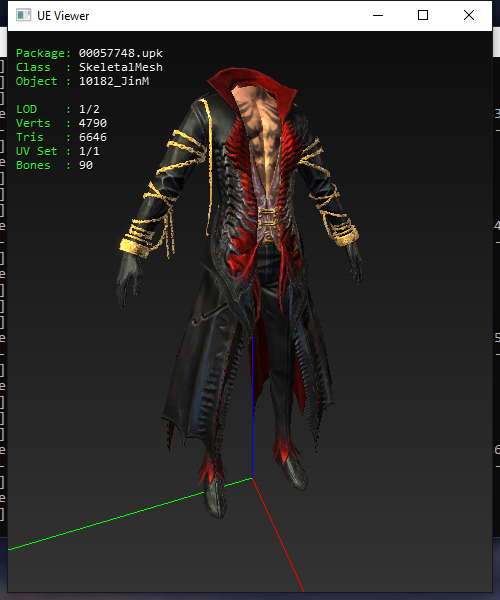 UE Viewer
Package: 00057748.upk
Class  : SkeletalMesh
Object : 10182_JinM
LOD    : 1/2
Verts  : 4790
Tris   : 6646
UV Set : 1/1
Bones  : 90